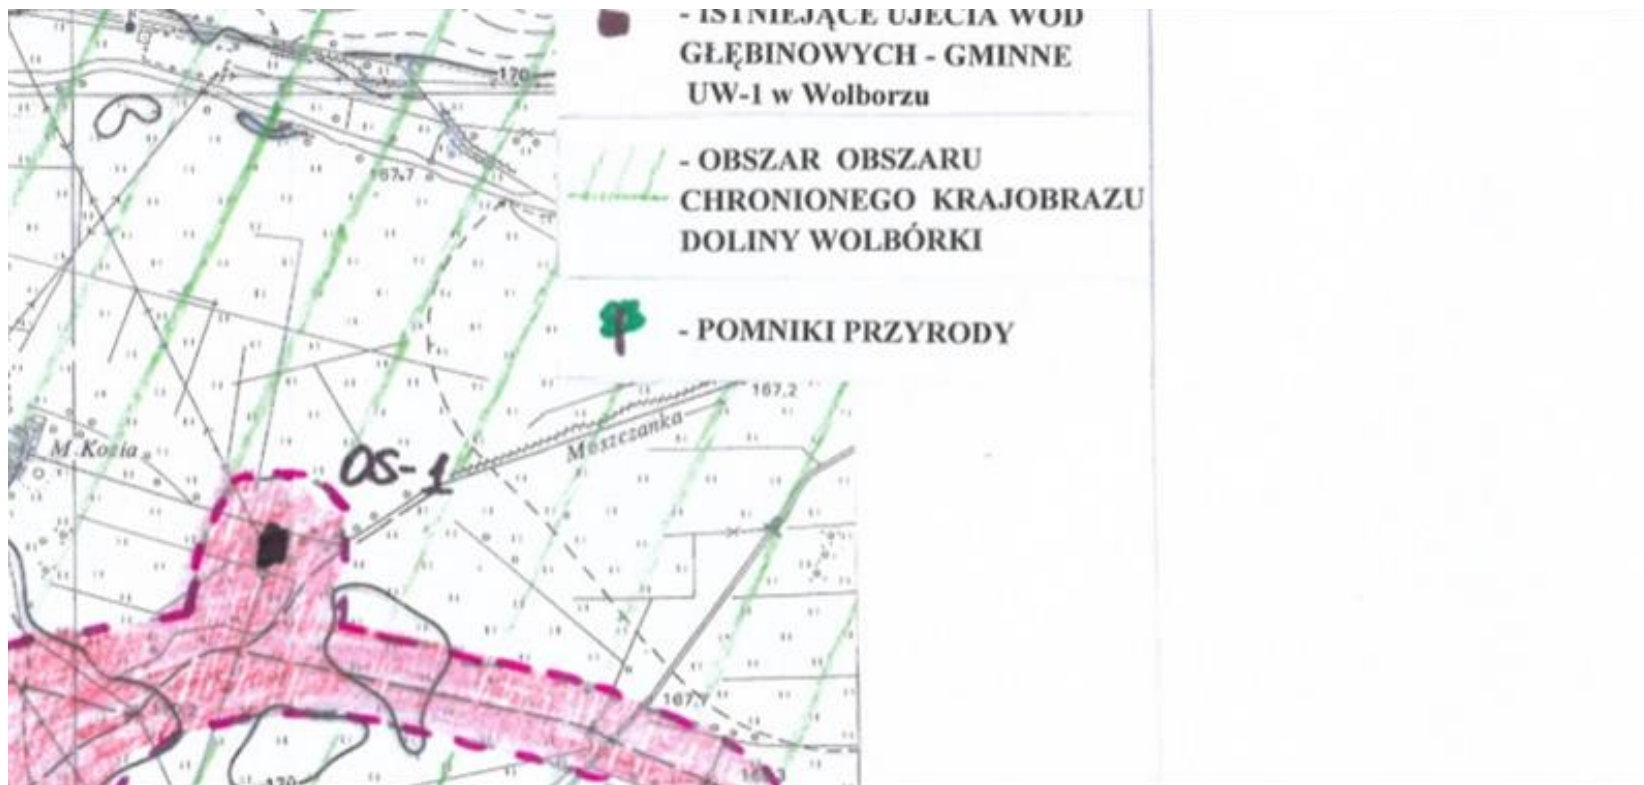 - ISTNIEJĄCE UJĘCIA WÓD
GŁĘBINOWYCH - GMINNE
UW-1 w Wolborzu
170
- OBSZAR OBSZARU
CHRONIONEGO KRAJOBRAZU
DOLINY WOLBÓRKI
167,7
- POMNIKI PRZYRODY
167,2
Moszczanka
M. Kozia
OS-1
167,7
170